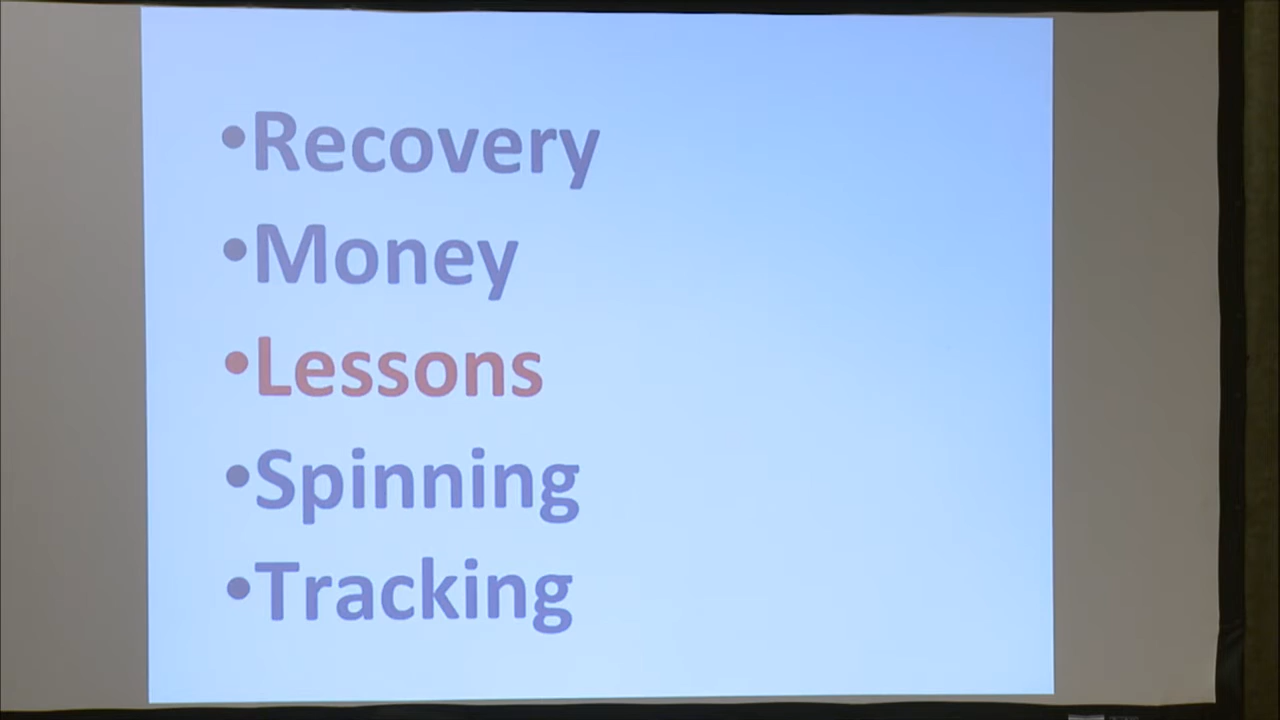 •Recovery
•Money
•Lessons
•Spinning
•Tracking